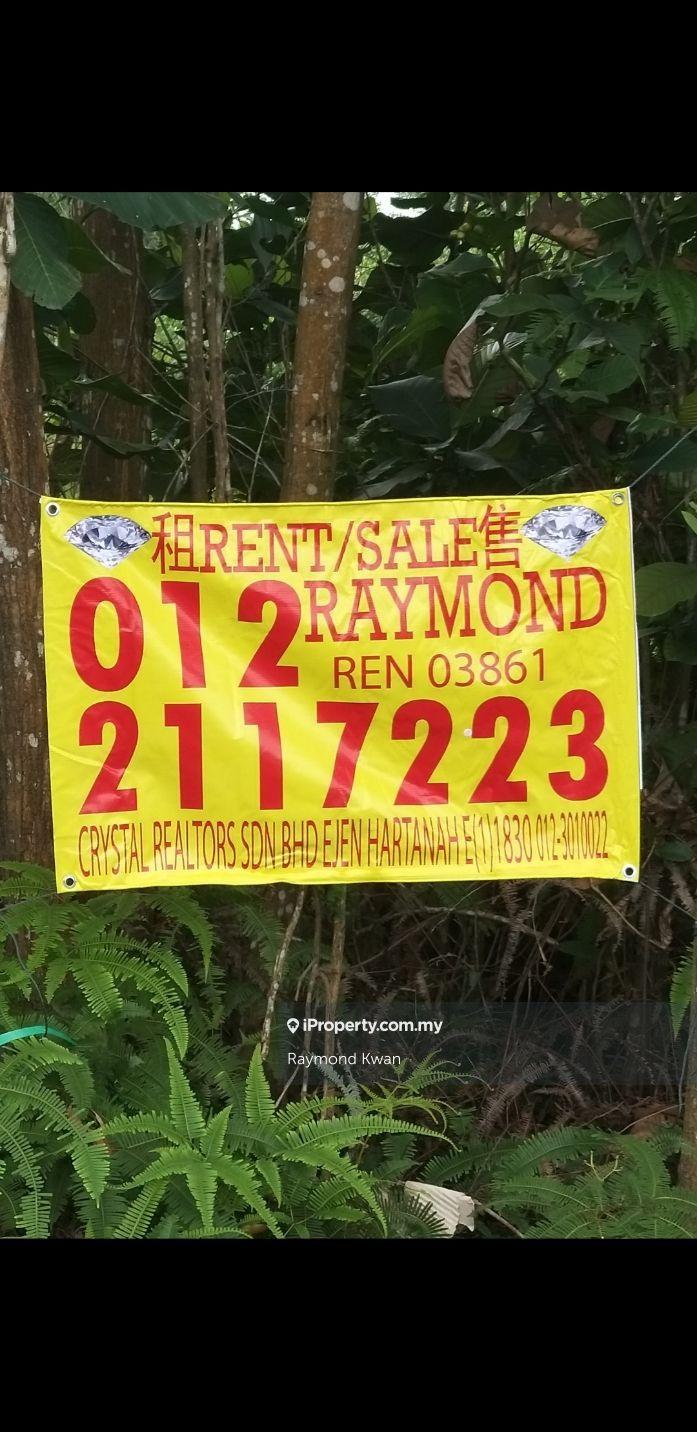 租RENT/SALE售
012 RAYMOND
REN 03861
2117223
CRYSTAL REALTORS SDN BHD EJEN HARTANAH E(1)1830 012-3010022
iProperty.com.my
Raymond Kwan